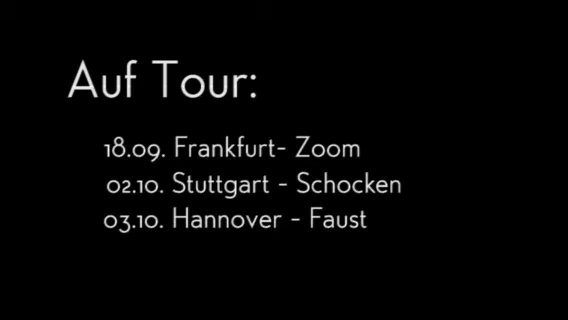 Auf Tour:
18.09. Frankfurt- Zoom
02.10. Stuttgart - Schocken
03.10. Hannover - Faust